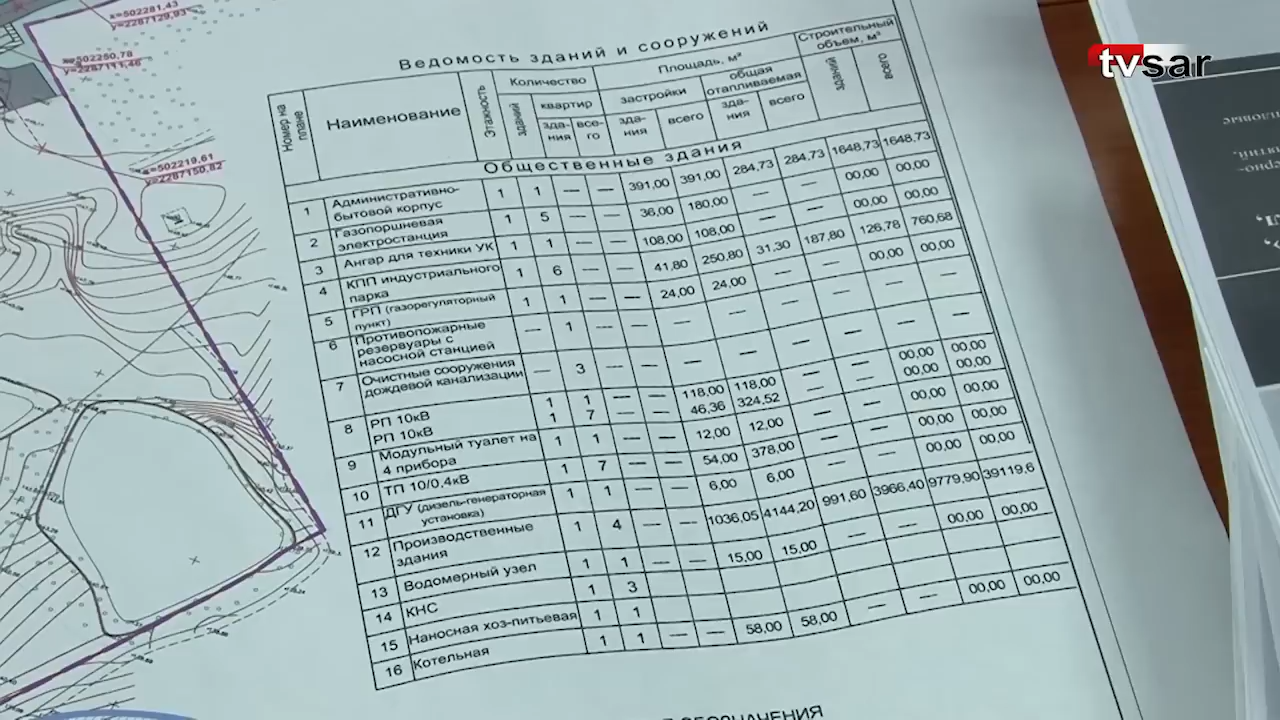 x=502281,43
y=2287129,93
x=502250,78
y=2287111,46
x=502219,61
y=2287150,82
tvsar
Ведомость зданий и сооружений
Номер на плане
Наименование
Этажность
Количество
зданий
квартир
зда-ния
все-го
Площадь, м²
застройки
зда-ния
всего
общая отапливаемая
зда-ния
всего
Строительный объем, м³
зданий
всего
Общественные здания
1 Административно-бытовой корпус 1 1 — — 391,00 391,00 284,73 284,73 1648,73 1648,73
2 Газопоршневая электростанция 1 5 — — 36,00 180,00 — — 00,00 00,00
3 Ангар для техники УК 1 1 — — 108,00 108,00 — — 00,00 00,00
4 КПП индустриального парка 1 6 — — 41,80 250,80 31,30 187,80 126,78 760,68
5 ГРП (газорегуляторный пункт) 1 1 — — 24,00 24,00 — — 00,00 00,00
6 Противопожарные резервуары с насосной станцией — 1 — — — — — — — —
7 Очистные сооружения дождевой канализации — 3 — — — — — — — —
8 РП 10кВ 1 1 — — 118,00 118,00 — — 00,00 00,00
РП 10кВ 1 7 — — 46,36 324,52 — — 00,00 00,00
9 Модульный туалет на 4 прибора 1 1 — — 12,00 12,00 — — 00,00 00,00
10 ТП 10/0,4кВ 1 7 — — 54,00 378,00 — — 00,00 00,00
11 ДГУ (дизель-генераторная установка) 1 1 — — 6,00 6,00 — — 00,00 00,00
12 Производственные здания 1 4 — — 1036,05 4144,20 991,60 3966,40 9779,90 39119,6
13 Водомерный узел 1 1 — — 15,00 15,00 — — 00,00 00,00
14 КНС 1 3
15 Наносная хоз-питьевая 1 1
16 Котельная 1 1 — — 58,00 58,00 — — 00,00 00,00